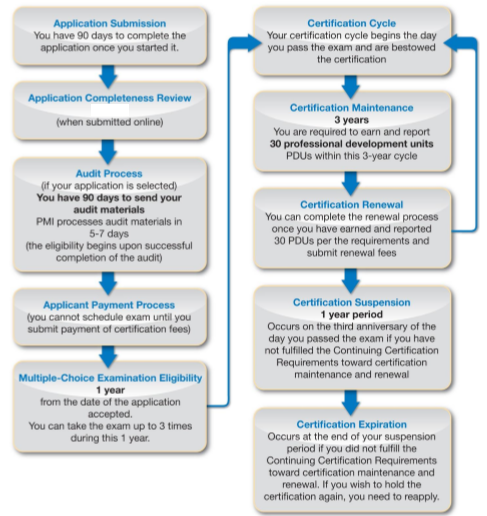 Application Submission
You have 90 days to complete the
application once you started it.
Application Completeness Review
(when submitted online)
Audit Process
(if your application is selected)
You have 90 days to send your
audit materials
PMI processes audit materials in
5-7 days
(the eligibility begins upon successful
completion of the audit)
Applicant Payment Process
(you cannot schedule exam until you
submit payment of certification fees)
Multiple-Choice Examination Eligibility
1 year
from the date of the application
accepted.
You can take the exam up to 3 times
during this 1 year.
Certification Cycle
Your certification cycle begins the day
you pass the exam and are bestowed
the certification
Certification Maintenance
3 years
You are required to earn and report
30 professional development units
PDUs within this 3-year cycle
Certification Renewal
You can complete the renewal process
once you have earned and reported
30 PDUs per the requirements and
submit renewal fees
Certification Suspension
1 year period
Occurs on the third anniversary of the
day you passed the exam if you have
not fulfilled the Continuing Certification
Requirements toward certification
maintenance and renewal
Certification Expiration
Occurs at the end of your suspension
period if you did not fulfill the
Continuing Certification Requirements
toward certification maintenance and
renewal. If you wish to hold the
certification again, you need to reapply.